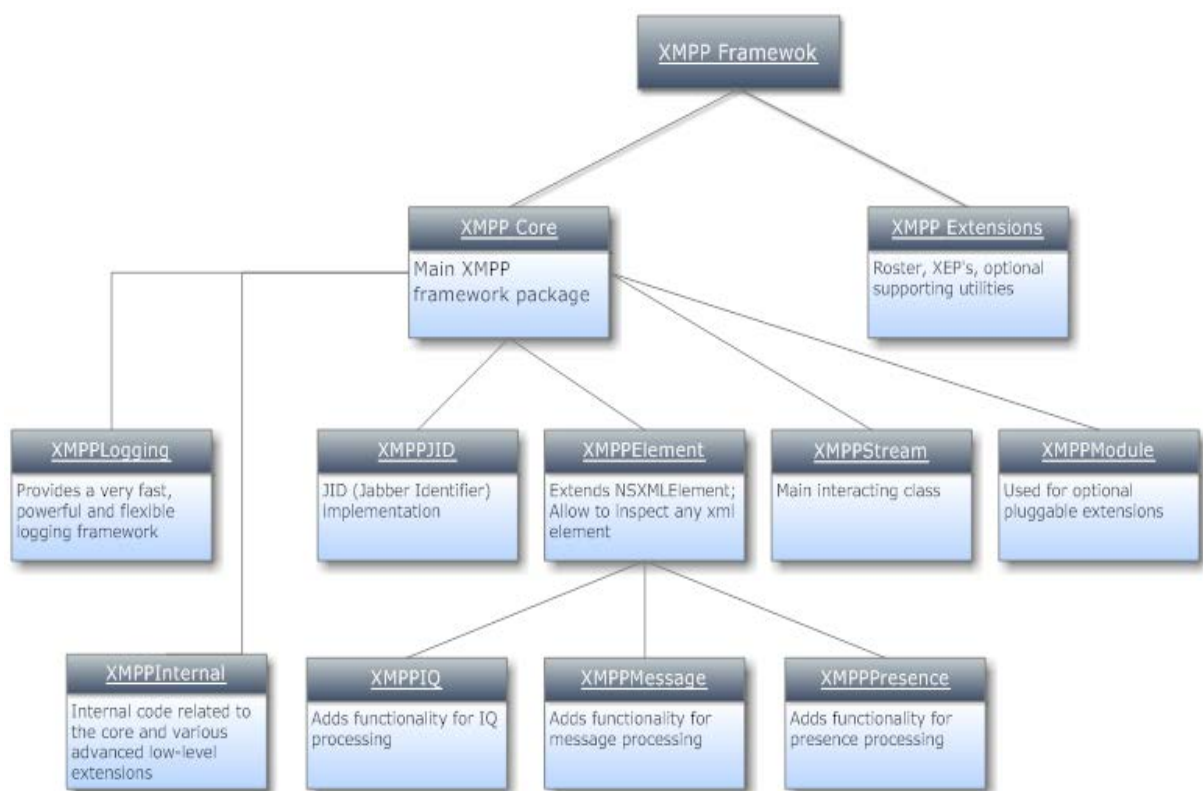 XMPP Framewok
XMPP Core
Main XMPP
framework package
XMPP Extensions
Roster, XEP's, optional
supporting utilities
XMPPLogging
Provides a very fast,
powerful and flexible
logging framework
XMPPJID
JID (Jabber Identifier)
implementation
XMPPElement
Extends NSXMLElement;
Allow to inspect any xml
element
XMPPStream
Main interacting class
XMPPModule
Used for optional
pluggable extensions
XMPPInternal
Internal code related to
the core and various
advanced low-level
extensions
XMPPIQ
Adds functionality for IQ
processing
XMPPMessage
Adds functionality for
message processing
XMPPPresence
Adds functionality for
presence processing